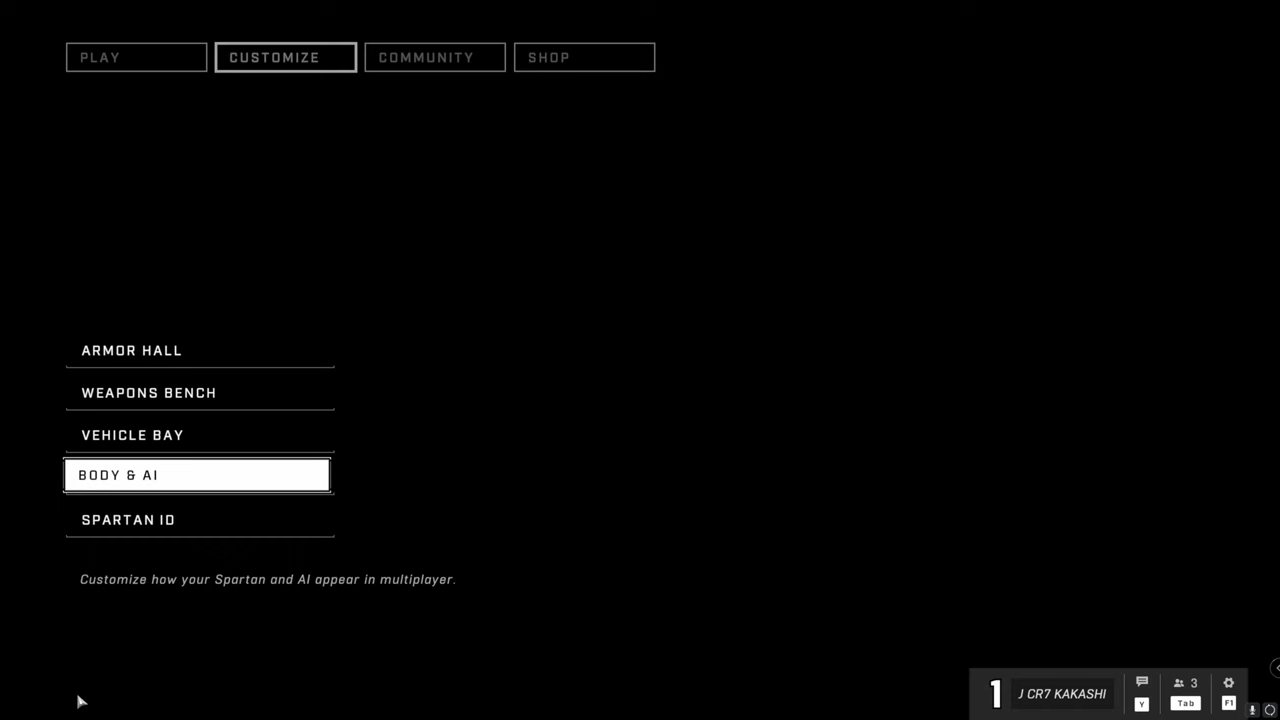 PLAY
CUSTOMIZE
COMMUNITY
SHOP
ARMOR HALL
WEAPONS BENCH
VEHICLE BAY
BODY & AI
SPARTAN ID
Customize how your Spartan and AI appear in multiplayer.
1
J CR7 KAKASHI
Y
3
Tab
F1